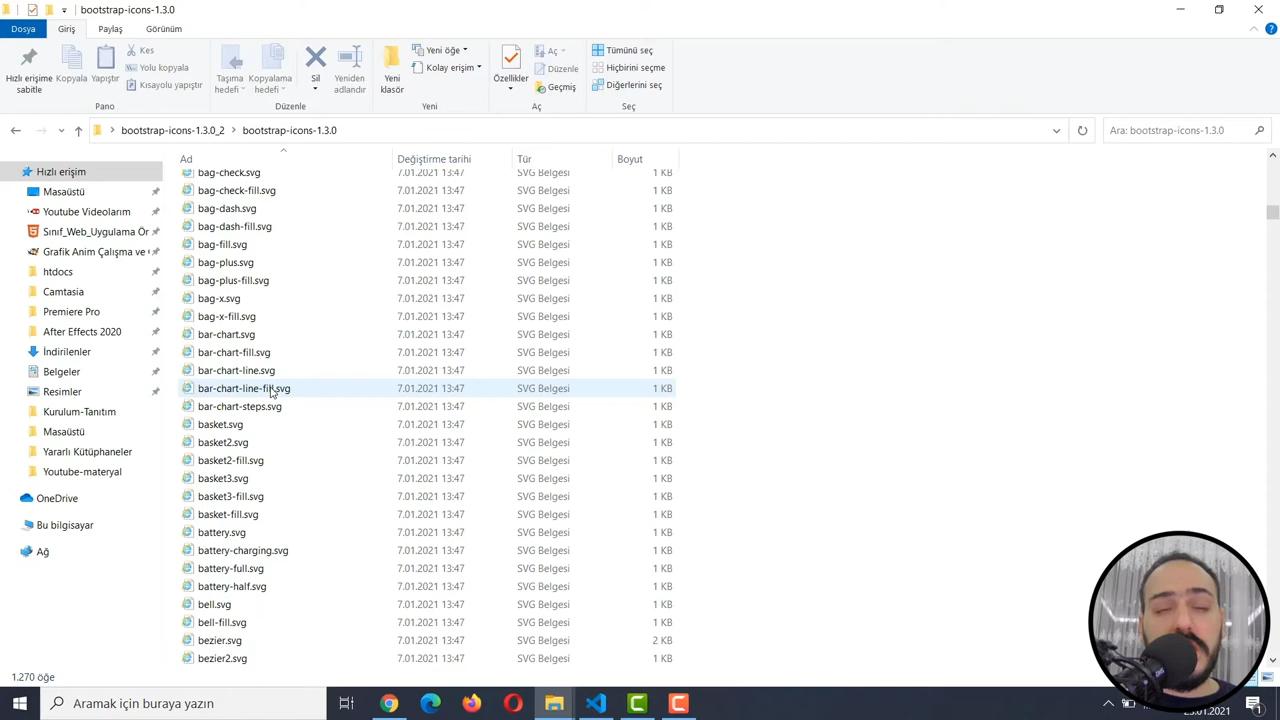 bootstrap-icons-1.3.0
Dosya
Giriş
Paylaş
Görünüm
Hızlı erişime sabitle
Kopyala
Yapıştır
Kes
Yolu kopyala
Kısayolu yapıştır
Pano
Taşıma hedefi
Kopyalama hedefi
Sil
Yeniden adlandır
Düzenle
Yeni klasör
Yeni öğe
Kolay erişim
Yeni
Özellikler
Aç
Düzenle
Geçmiş
Aç
Tümünü seç
Hiçbirini seçme
Diğerlerini seç
Seç
bootstrap-icons-1.3.0_2 > bootstrap-icons-1.3.0
Ara: bootstrap-icons-1.3.0
Hızlı erişim
Masaüstü
Youtube Videolarım
Sınıf_Web_Uygulama Ör
Grafik Anim Çalışma ve
htdocs
Camtasia
Premiere Pro
After Effects 2020
İndirilenler
Belgeler
Resimler
Kurulum-Tanıtım
Masaüstü
Yararlı Kütüphaneler
Youtube-materyal
OneDrive
Bu bilgisayar
Ağ
Ad Değiştirme tarihi Tür Boyut
bag-check.svg 7.01.2021 13:47 SVG Belgesi 1 KB
bag-check-fill.svg 7.01.2021 13:47 SVG Belgesi 1 KB
bag-dash.svg 7.01.2021 13:47 SVG Belgesi 1 KB
bag-dash-fill.svg 7.01.2021 13:47 SVG Belgesi 1 KB
bag-fill.svg 7.01.2021 13:47 SVG Belgesi 1 KB
bag-plus.svg 7.01.2021 13:47 SVG Belgesi 1 KB
bag-plus-fill.svg 7.01.2021 13:47 SVG Belgesi 1 KB
bag-x.svg 7.01.2021 13:47 SVG Belgesi 1 KB
bag-x-fill.svg 7.01.2021 13:47 SVG Belgesi 1 KB
bar-chart.svg 7.01.2021 13:47 SVG Belgesi 1 KB
bar-chart-fill.svg 7.01.2021 13:47 SVG Belgesi 1 KB
bar-chart-line.svg 7.01.2021 13:47 SVG Belgesi 1 KB
bar-chart-line-fill.svg 7.01.2021 13:47 SVG Belgesi 1 KB
bar-chart-steps.svg 7.01.2021 13:47 SVG Belgesi 1 KB
basket.svg 7.01.2021 13:47 SVG Belgesi 1 KB
basket2.svg 7.01.2021 13:47 SVG Belgesi 1 KB
basket2-fill.svg 7.01.2021 13:47 SVG Belgesi 1 KB
basket3.svg 7.01.2021 13:47 SVG Belgesi 1 KB
basket3-fill.svg 7.01.2021 13:47 SVG Belgesi 1 KB
basket-fill.svg 7.01.2021 13:47 SVG Belgesi 1 KB
battery.svg 7.01.2021 13:47 SVG Belgesi 1 KB
battery-charging.svg 7.01.2021 13:47 SVG Belgesi 1 KB
battery-full.svg 7.01.2021 13:47 SVG Belgesi 1 KB
battery-half.svg 7.01.2021 13:47 SVG Belgesi 1 KB
bell.svg 7.01.2021 13:47 SVG Belgesi 1 KB
bell-fill.svg 7.01.2021 13:47 SVG Belgesi 1 KB
bezier.svg 7.01.2021 13:47 SVG Belgesi 2 KB
bezier2.svg 7.01.2021 13:47 SVG Belgesi 1 KB
1.270 öğe
Aramak için buraya yazın